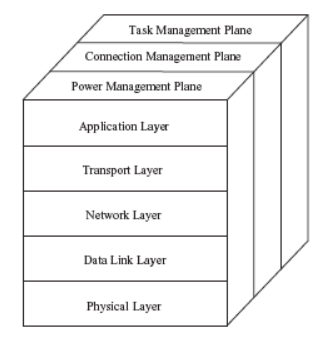 Task Management Plane
Connection Management Plane
Power Management Plane
Application Layer
Transport Layer
Network Layer
Data Link Layer
Physical Layer